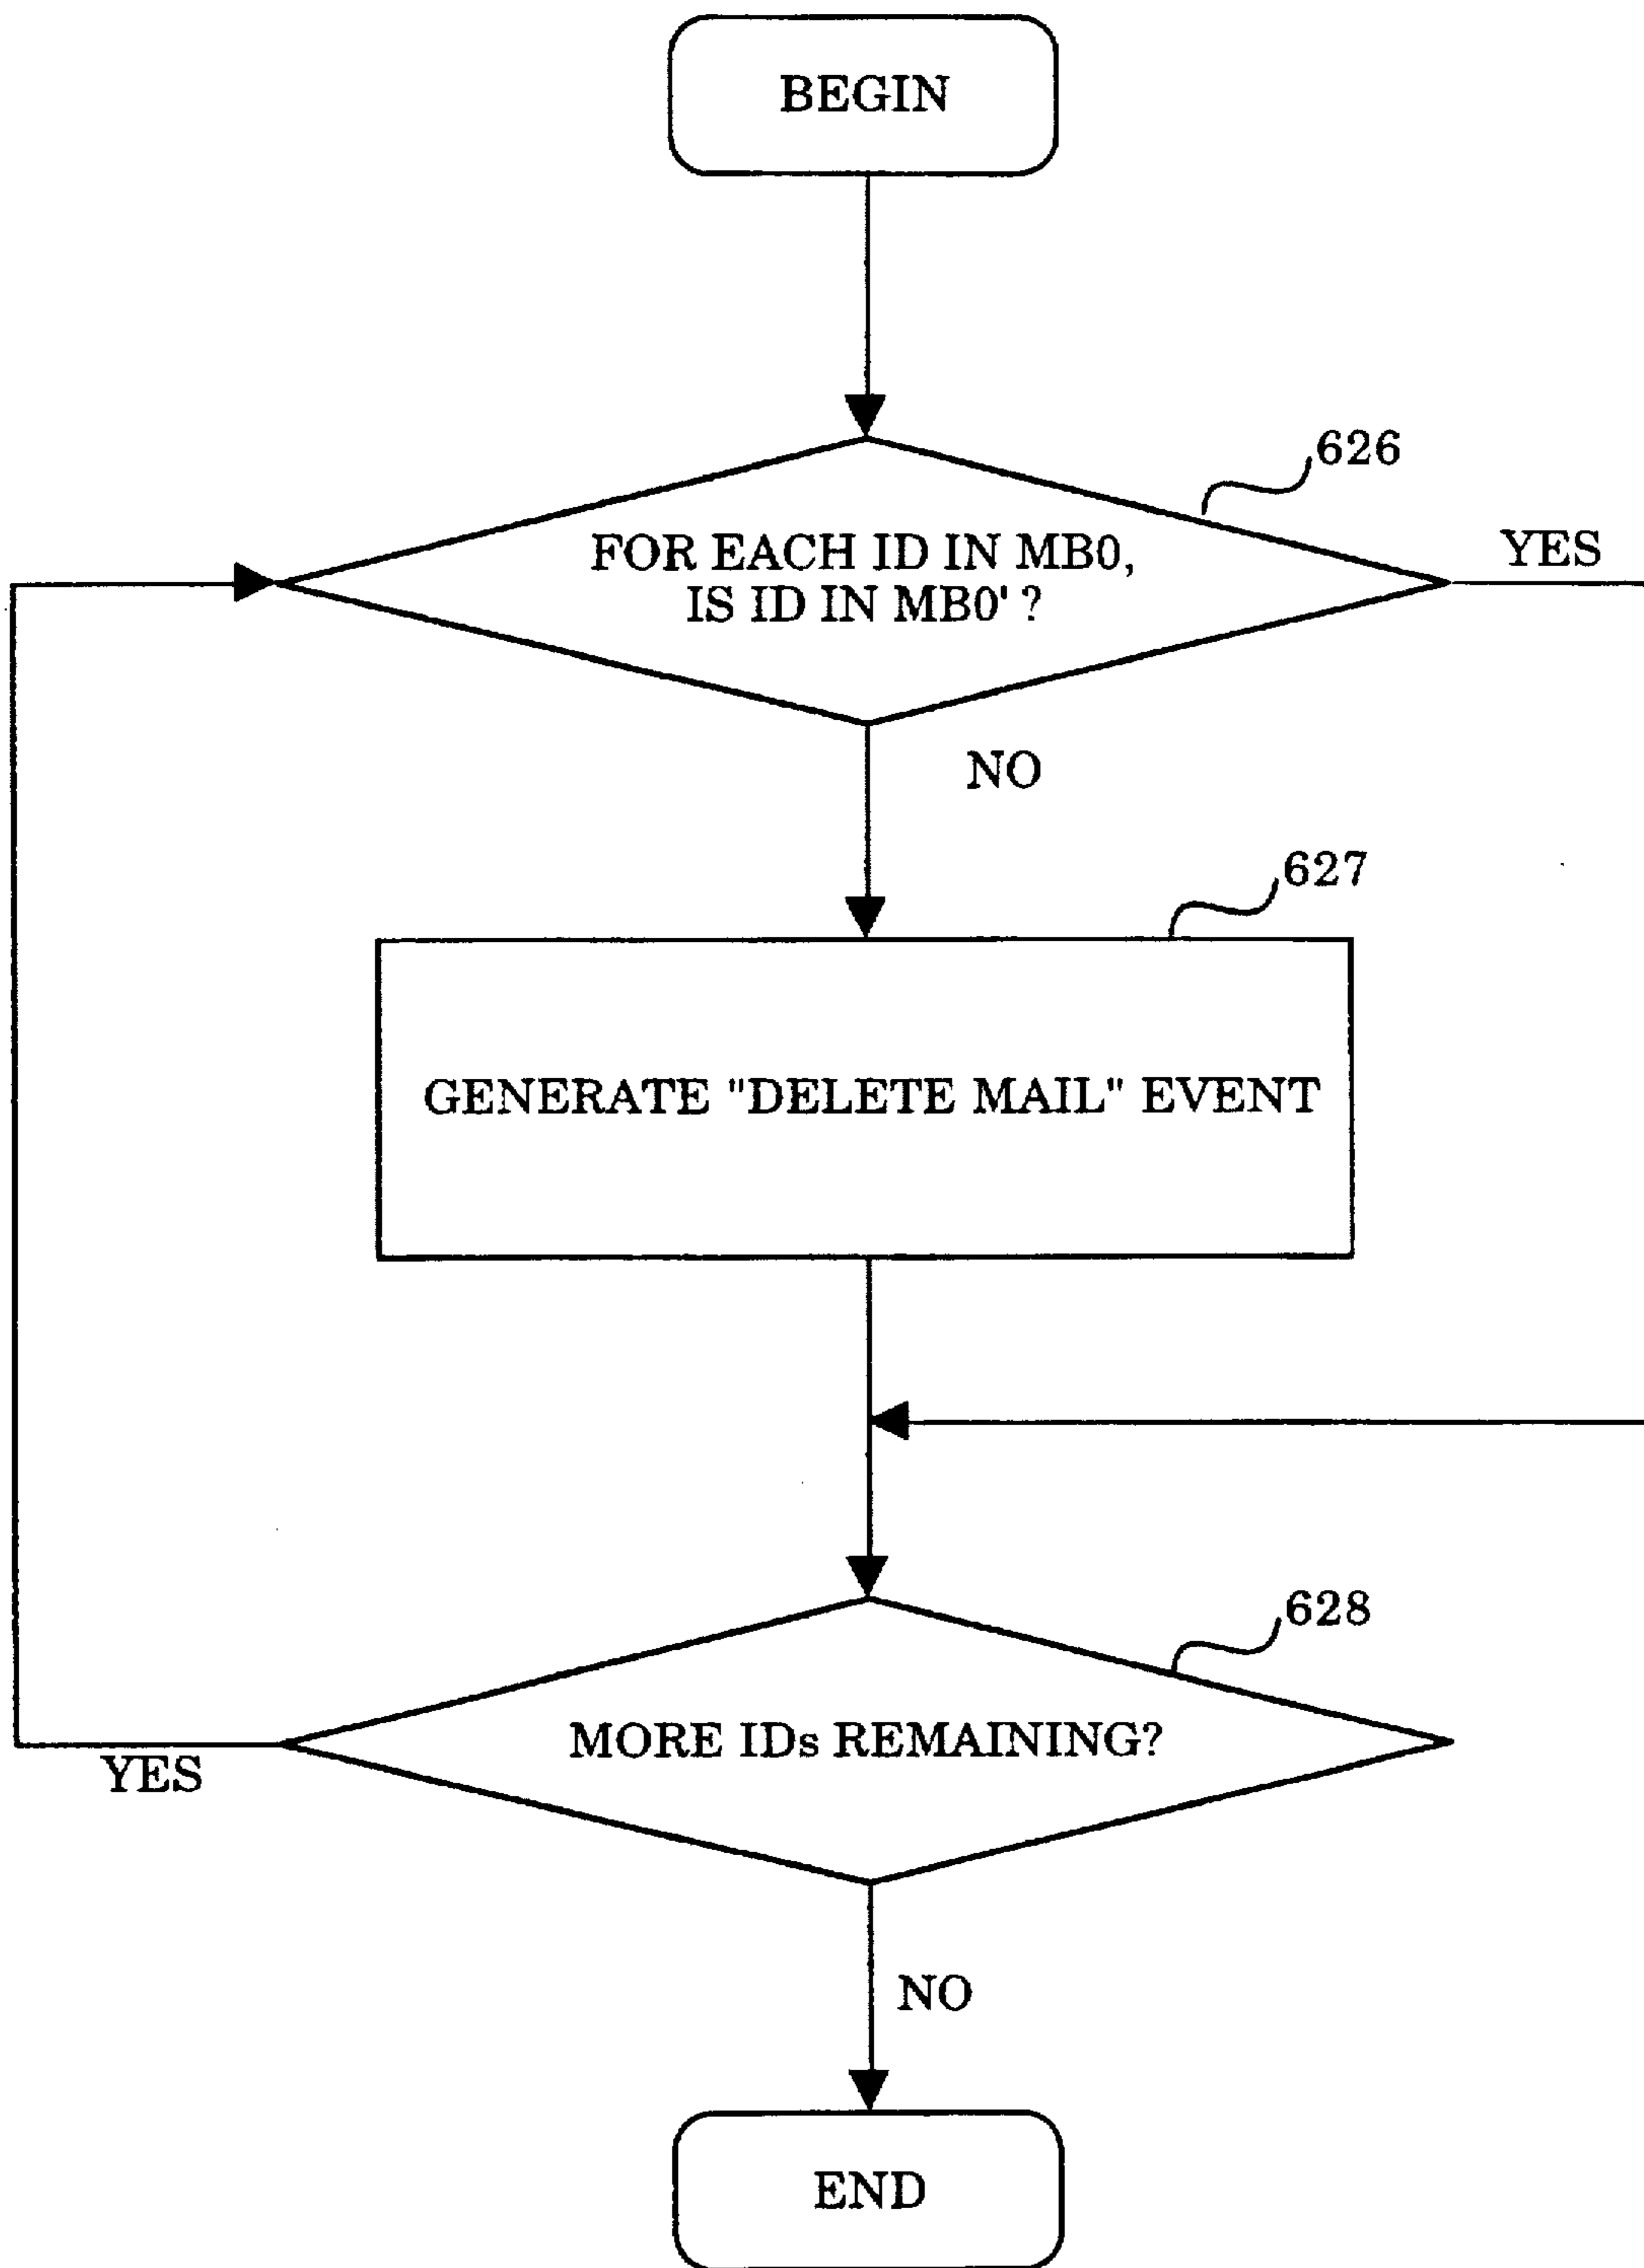 BEGIN
626
FOR EACH ID IN MB0,
IS ID IN MB0' ?
YES
NO
627
GENERATE "DELETE MAIL" EVENT
628
MORE IDs REMAINING?
YES
NO
END